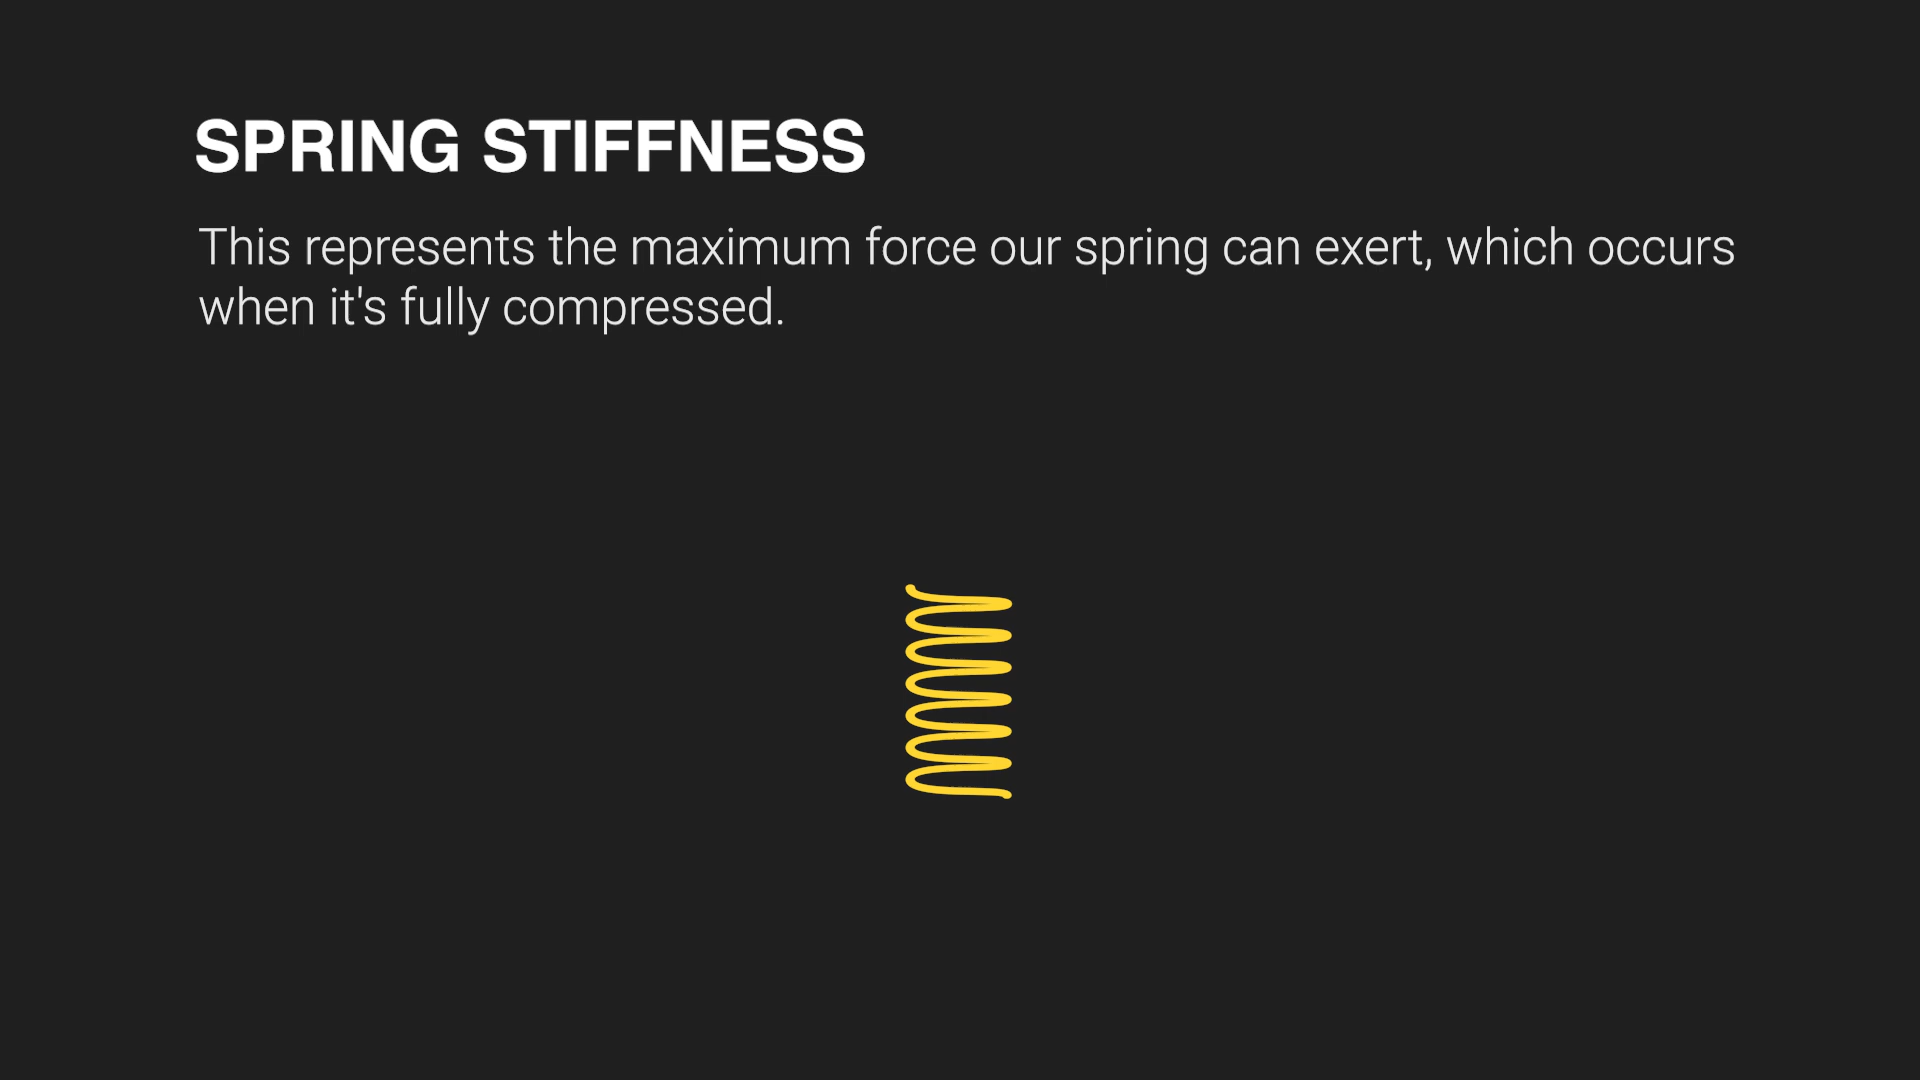 SPRING STIFFNESS
This represents the maximum force our spring can exert, which occurs
when it's fully compressed.